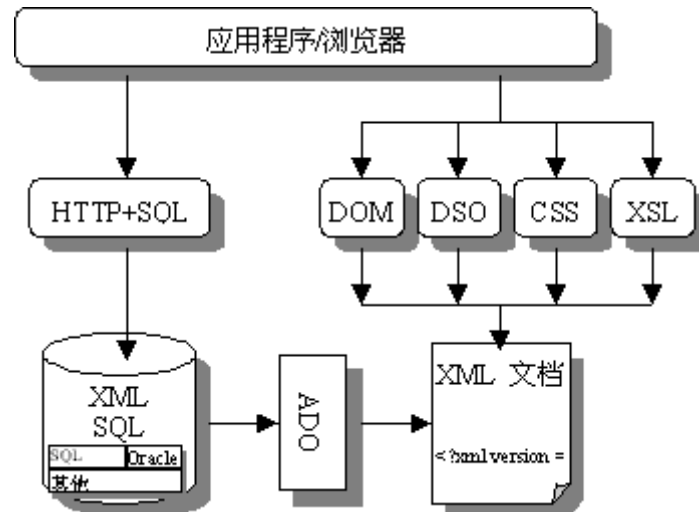 应用程序/浏览器
HTTP+SQL
DOM
DSO
CSS
XSL
XML
SQL
SQL
Oracle
其他
ADO
XML 文档
<?xml version =